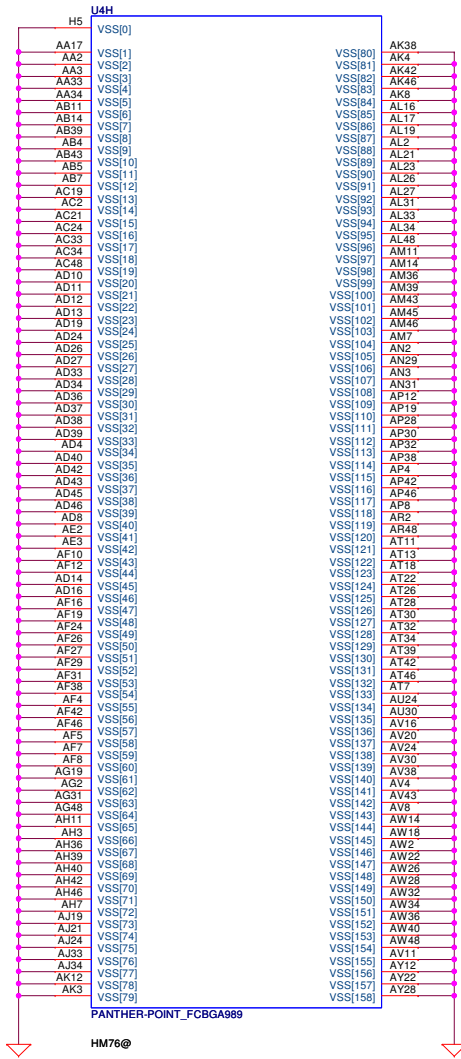 U4H
H5 VSS[0]
AA17 VSS[1] VSS[80] AK38
AA2 VSS[2] VSS[81] AK4
AA3 VSS[3] VSS[82] AK42
AA33 VSS[4] VSS[83] AK46
AA34 VSS[5] VSS[84] AK8
AB11 VSS[6] VSS[85] AL16
AB14 VSS[7] VSS[86] AL17
AB39 VSS[8] VSS[87] AL19
AB4 VSS[9] VSS[88] AL2
AB43 VSS[10] VSS[89] AL21
AB5 VSS[11] VSS[90] AL23
AB7 VSS[12] VSS[91] AL26
AC19 VSS[13] VSS[92] AL27
AC2 VSS[14] VSS[93] AL31
AC21 VSS[15] VSS[94] AL33
AC24 VSS[16] VSS[95] AL34
AC33 VSS[17] VSS[96] AL48
AC34 VSS[18] VSS[97] AM11
AC48 VSS[19] VSS[98] AM14
AD10 VSS[20] VSS[99] AM36
AD11 VSS[21] VSS[100] AM39
AD12 VSS[22] VSS[101] AM43
AD13 VSS[23] VSS[102] AM45
AD19 VSS[24] VSS[103] AM46
AD24 VSS[25] VSS[104] AM7
AD26 VSS[26] VSS[105] AN2
AD27 VSS[27] VSS[106] AN29
AD33 VSS[28] VSS[107] AN3
AD34 VSS[29] VSS[108] AN31
AD36 VSS[30] VSS[109] AP12
AD37 VSS[31] VSS[110] AP19
AD38 VSS[32] VSS[111] AP28
AD39 VSS[33] VSS[112] AP30
AD4 VSS[34] VSS[113] AP32
AD40 VSS[35] VSS[114] AP38
AD42 VSS[36] VSS[115] AP4
AD43 VSS[37] VSS[116] AP42
AD45 VSS[38] VSS[117] AP46
AD46 VSS[39] VSS[118] AP8
AD8 VSS[40] VSS[119] AR2
AE2 VSS[41] VSS[120] AR48
AE3 VSS[42] VSS[121] AT11
AF10 VSS[43] VSS[122] AT13
AF12 VSS[44] VSS[123] AT18
AD14 VSS[45] VSS[124] AT22
AD16 VSS[46] VSS[125] AT26
AF16 VSS[47] VSS[126] AT28
AF19 VSS[48] VSS[127] AT30
AF24 VSS[49] VSS[128] AT32
AF26 VSS[50] VSS[129] AT34
AF27 VSS[51] VSS[130] AT39
AF29 VSS[52] VSS[131] AT42
AF31 VSS[53] VSS[132] AT46
AF38 VSS[54] VSS[133] AT7
AF4 VSS[55] VSS[134] AU24
AF42 VSS[56] VSS[135] AU30
AF46 VSS[57] VSS[136] AV16
AF5 VSS[58] VSS[137] AV20
AF7 VSS[59] VSS[138] AV24
AF8 VSS[60] VSS[139] AV30
AG19 VSS[61] VSS[140] AV38
AG2 VSS[62] VSS[141] AV4
AG31 VSS[63] VSS[142] AV43
AG48 VSS[64] VSS[143] AV8
AH11 VSS[65] VSS[144] AW14
AH3 VSS[66] VSS[145] AW18
AH36 VSS[67] VSS[146] AW2
AH39 VSS[68] VSS[147] AW22
AH40 VSS[69] VSS[148] AW26
AH42 VSS[70] VSS[149] AW28
AH46 VSS[71] VSS[150] AW32
AH7 VSS[72] VSS[151] AW34
AJ19 VSS[73] VSS[152] AW36
AJ21 VSS[74] VSS[153] AW40
AJ24 VSS[75] VSS[154] AW48
AJ33 VSS[76] VSS[155] AV11
AJ34 VSS[77] VSS[156] AY12
AK12 VSS[78] VSS[157] AY22
AK3 VSS[79] VSS[158] AY28
PANTHER-POINT_FCBGA989
HM76@